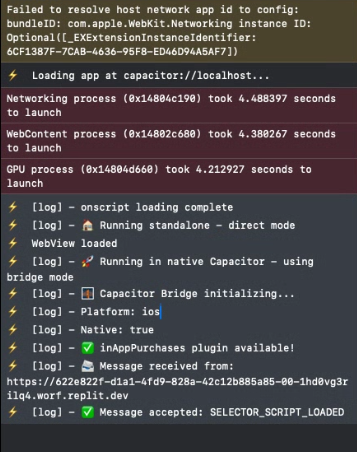 Failed to resolve host network app id to config:
bundleID: com.apple.WebKit.Networking instance ID:
Optional([_EXExtensionInstanceIdentifier:
6CF1387F-7CAB-4636-95F8-ED46D94A5AF7])
⚡️ Loading app at capacitor://localhost...
Networking process (0x14804c190) took 4.488397 seconds
to launch
WebContent process (0x14802c680) took 4.380267 seconds
to launch
GPU process (0x14804d660) took 4.212927 seconds to
launch
⚡️ [log] - onscript loading complete
⚡️ [log] - 🏠 Running standalone - direct mode
⚡️ WebView loaded
⚡️ [log] - 🚀 Running in native Capacitor - using
bridge mode
⚡️ [log] - 🌉 Capacitor Bridge initializing...
⚡️ [log] - Platform: ios
⚡️ [log] - Native: true
⚡️ [log] - ✅ inAppPurchases plugin available!
⚡️ [log] - 📨 Message received from:
https://622e822f-d1a1-4fd9-828a-42c12b885a85-00-1hd0vg3r
ilq4.worf.replit.dev
⚡️ [log] - ✅ Message accepted: SELECTOR_SCRIPT_LOADED